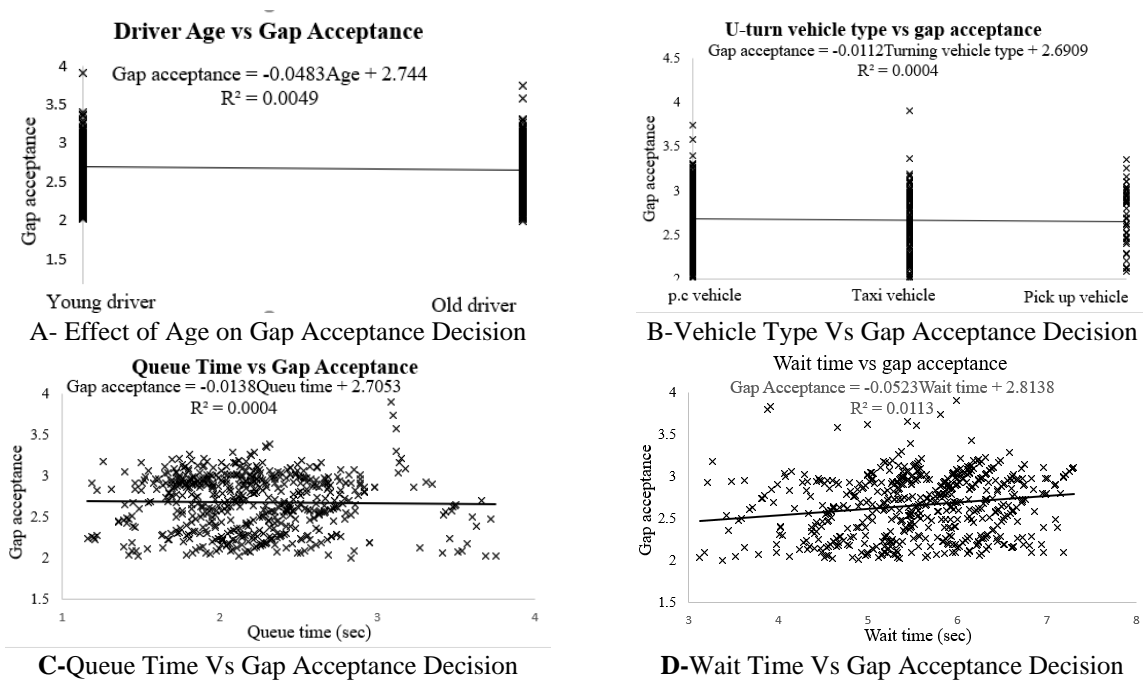 Driver Age vs Gap Acceptance
Gap acceptance = -0.0483Age + 2.744
R² = 0.0049
4
3.5
3
2.5
2
1.5
Gap acceptance
Young driver
Old driver
A- Effect of Age on Gap Acceptance Decision
U-turn vehicle type vs gap acceptance
Gap acceptance = -0.0112Turning vehicle type + 2.6909
R² = 0.0004
4.5
4
3.5
3
2.5
2
Gap acceptance
p.c vehicle
Taxi vehicle
Pick up vehicle
B-Vehicle Type Vs Gap Acceptance Decision
Queue Time vs Gap Acceptance
Gap acceptance = -0.0138Queu time + 2.7053
R² = 0.0004
4
3.5
3
2.5
2
1.5
Gap acceptance
1
2
3
4
Queue time (sec)
C-Queue Time Vs Gap Acceptance Decision
Wait time vs gap acceptance
Gap Acceptance = -0.0523Wait time + 2.8138
R² = 0.0113
4
3.5
3
2.5
2
1.5
Gap acceptance
3
4
5
6
7
8
Wait time (sec)
D-Wait Time Vs Gap Acceptance Decision